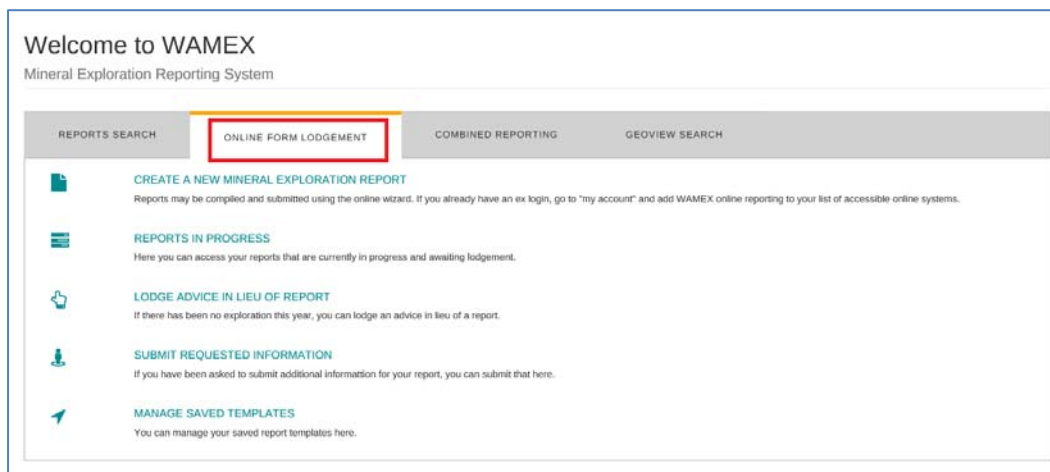 Welcome to WAMEX
Mineral Exploration Reporting System
REPORTS SEARCH ONLINE FORM LODGEMENT COMBINED REPORTING GEOVIEW SEARCH
CREATE A NEW MINERAL EXPLORATION REPORT
Reports may be compiled and submitted using the online wizard. If you already have an ex login, go to "my account" and add WAMEX online reporting to your list of accessible online systems.
REPORTS IN PROGRESS
Here you can access your reports that are currently in progress and awaiting lodgement.
LODGE ADVICE IN LIEU OF REPORT
If there has been no exploration this year, you can lodge an advice in lieu of a report.
SUBMIT REQUESTED INFORMATION
If you have been asked to submit additional informattion for your report, you can submit that here.
MANAGE SAVED TEMPLATES
You can manage your saved report templates here.